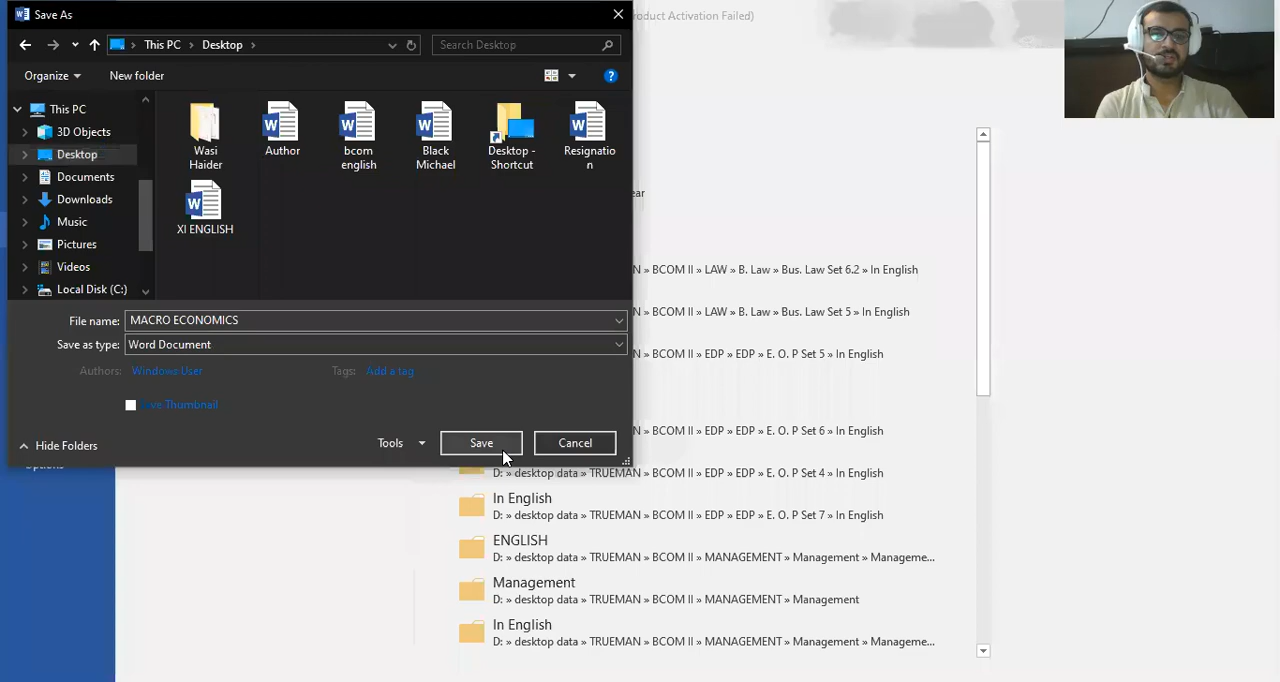 Save As
roduct Activation Failed)
This PC
Desktop
Search Desktop
Organize
New folder
?
This PC
3D Objects
Desktop
Documents
Downloads
Music
Pictures
Videos
Local Disk (C:)
Wasi
Haider
Author
bcom
english
Black
Michael
Desktop -
Shortcut
Resignatio
n
XI ENGLISH
File name: MACRO ECONOMICS
Save as type: Word Document
Authors: Windows User
Tags: Add a tag
Save Thumbnail
Hide Folders
Tools
Save
Cancel
Options
ear
N » BCOM II » LAW » B. Law » Bus. Law Set 6.2 » In English
N » BCOM II » LAW » B. Law » Bus. Law Set 5 » In English
N » BCOM II » EDP » EDP » E. O. P Set 5 » In English
N » BCOM II » EDP » EDP » E. O. P Set 6 » In English
D: » desktop data » TRUEMAN » BCOM II » EDP » EDP » E. O. P Set 4 » In English
In English
D: » desktop data » TRUEMAN » BCOM II » EDP » EDP » E. O. P Set 7 » In English
ENGLISH
D: » desktop data » TRUEMAN » BCOM II » MANAGEMENT » Management » Manageme...
Management
D: » desktop data » TRUEMAN » BCOM II » MANAGEMENT » Management
In English
D: » desktop data » TRUEMAN » BCOM II » MANAGEMENT » Management » Manageme...